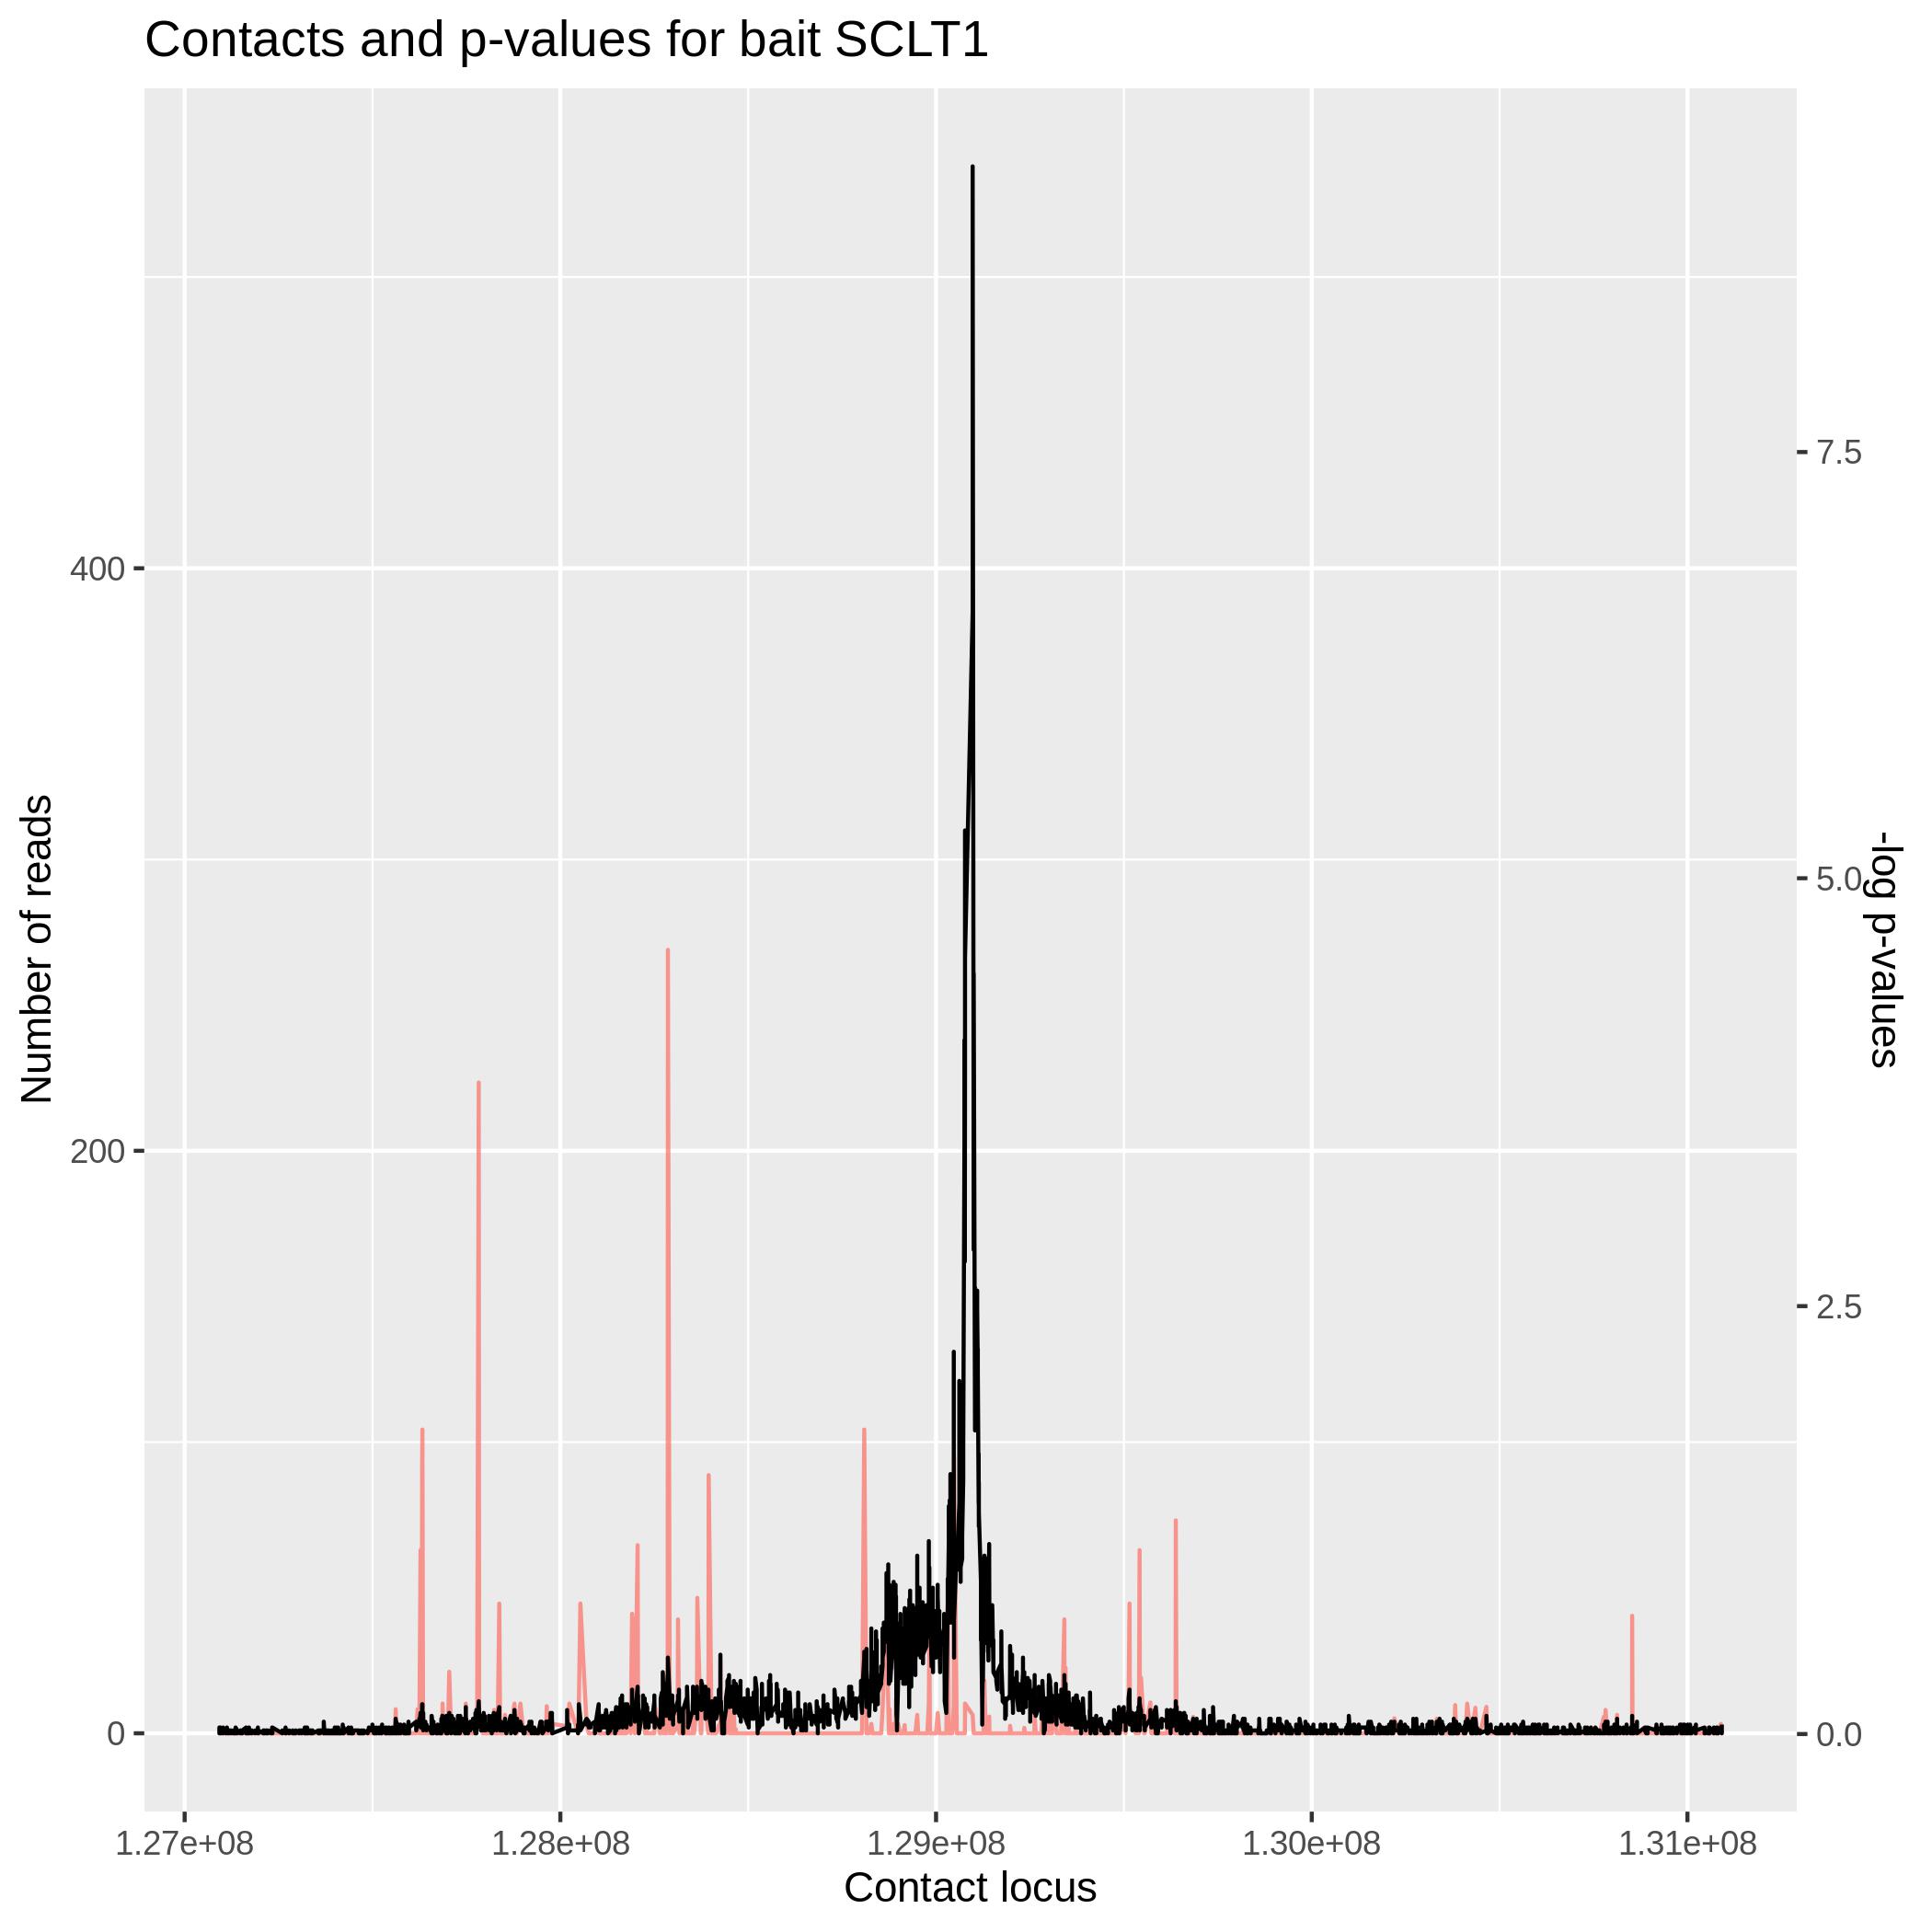 Contacts and p-values for bait SCLT1
Number of reads
400
200
0
7.5
5.0
2.5
0.0
-log p-values
1.27e+08
1.28e+08
1.29e+08
1.30e+08
1.31e+08
Contact locus